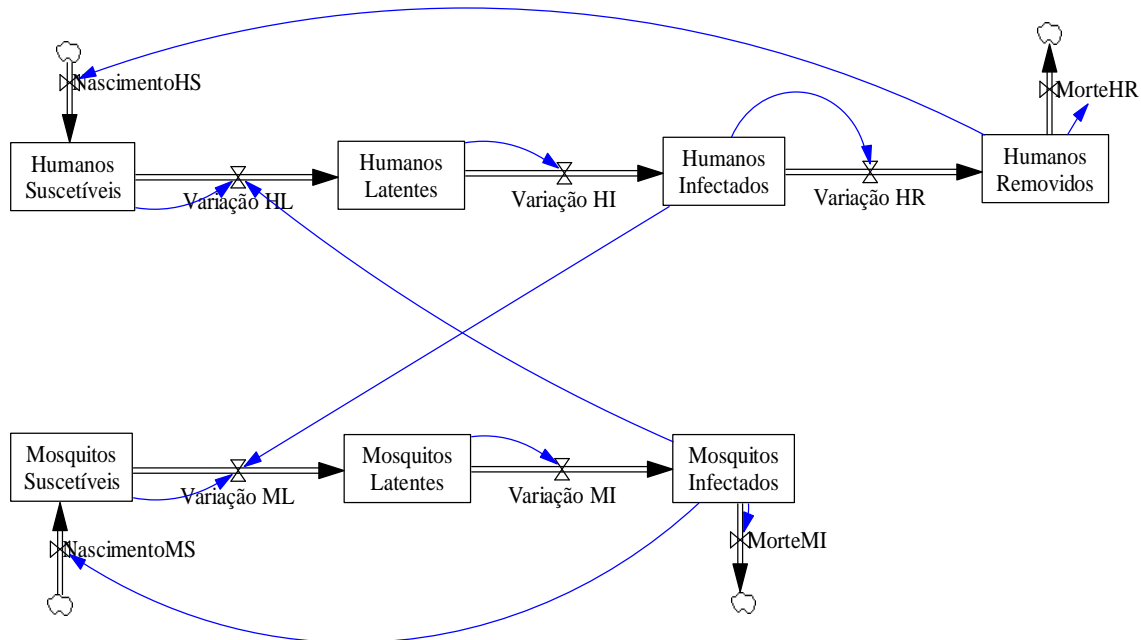 NascimentoHS
MorteHR
Humanos
Suscetíveis
Variação HL
Humanos
Latentes
Variação HI
Humanos
Infectados
Variação HR
Humanos
Removidos
Mosquitos
Suscetíveis
Variação ML
Mosquitos
Latentes
Variação MI
Mosquitos
Infectados
NascimentoMS
MorteMI